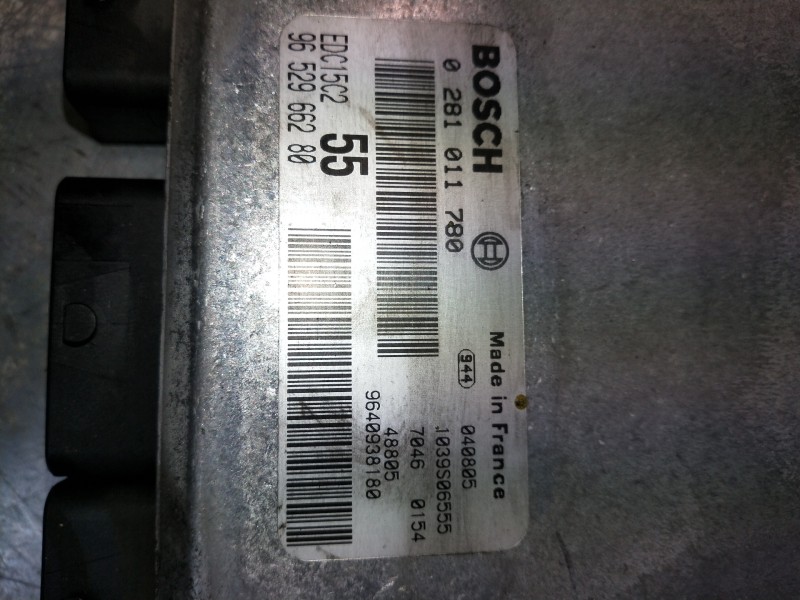 BOSCH
Made in France
0 281 011 780
944
040805
1039S06555
7046 0154
48805
9640938180
EDC15C2
55
96 529 662 80